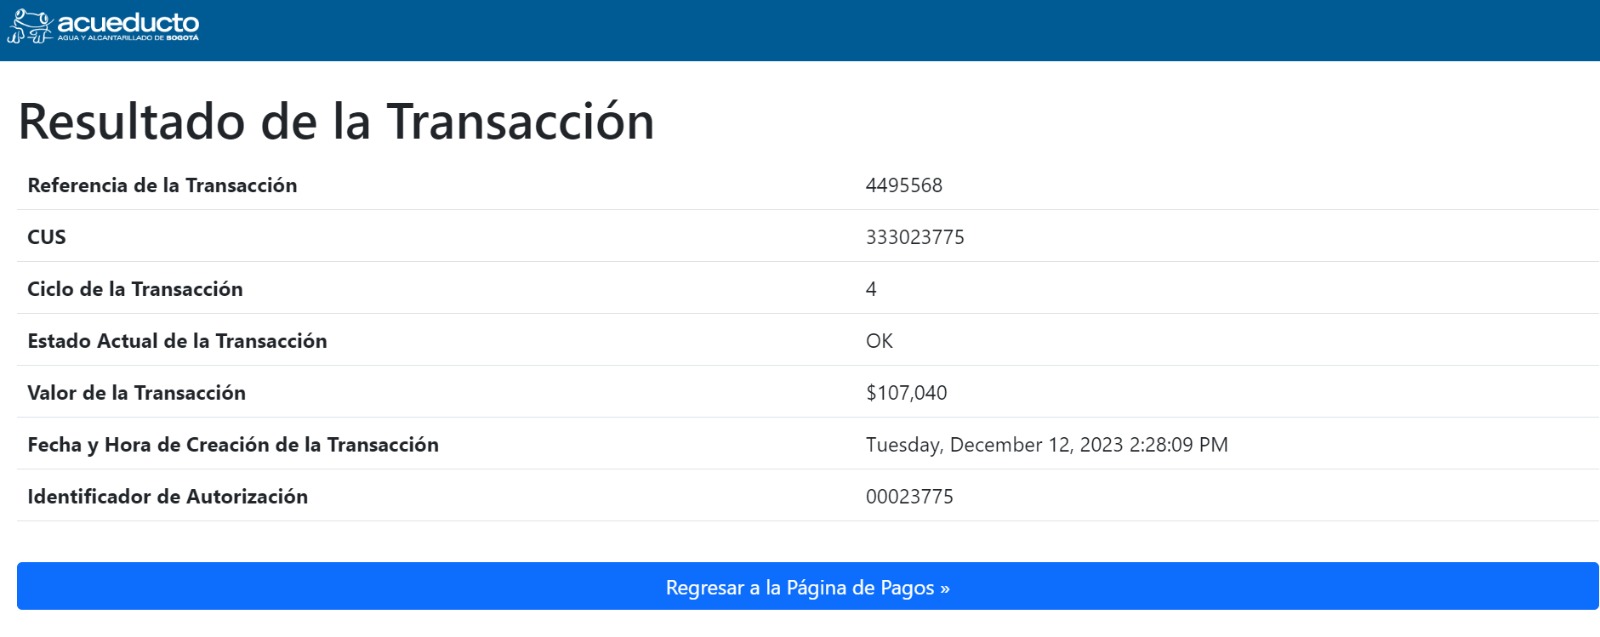 acueducto
AGUA Y ALCANTARILLADO DE BOGOTÁ
Resultado de la Transacción
Referencia de la Transacción 4495568
CUS 333023775
Ciclo de la Transacción 4
Estado Actual de la Transacción OK
Valor de la Transacción $107,040
Fecha y Hora de Creación de la Transacción Tuesday, December 12, 2023 2:28:09 PM
Identificador de Autorización 00023775
Regresar a la Página de Pagos »